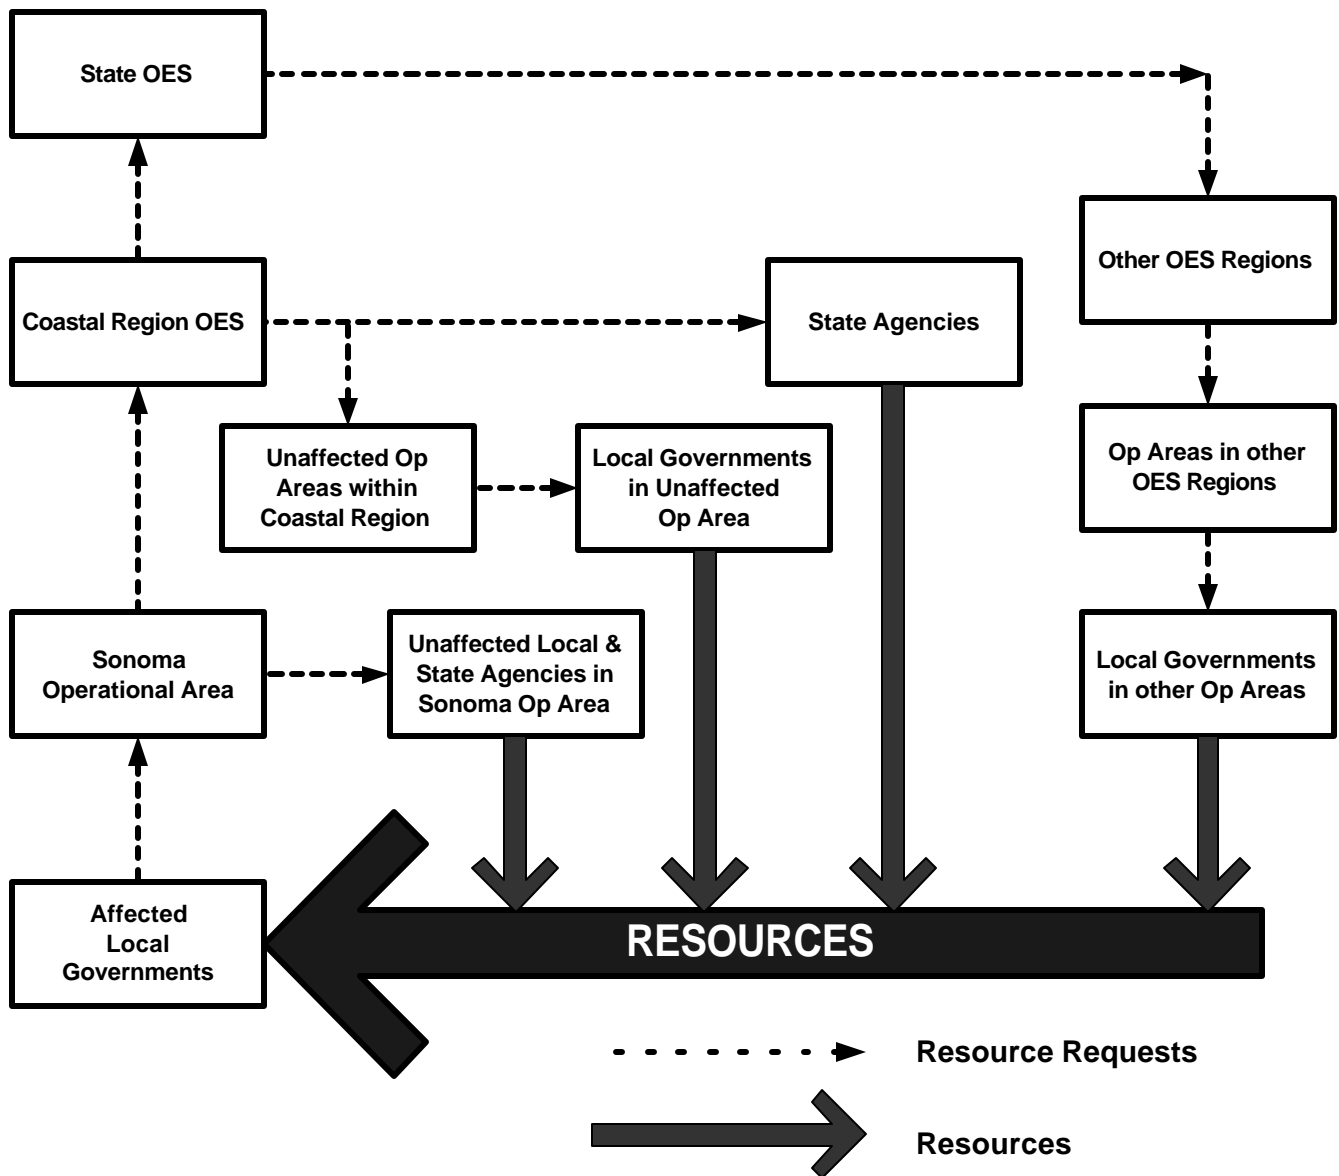 State OES
Other OES Regions
Coastal Region OES
State Agencies
Unaffected Op
Areas within
Coastal Region
Local Governments
in Unaffected
Op Area
Op Areas in other
OES Regions
Sonoma
Operational Area
Unaffected Local &
State Agencies in
Sonoma Op Area
Local Governments
in other Op Areas
Affected
Local
Governments
RESOURCES
Resource Requests
Resources